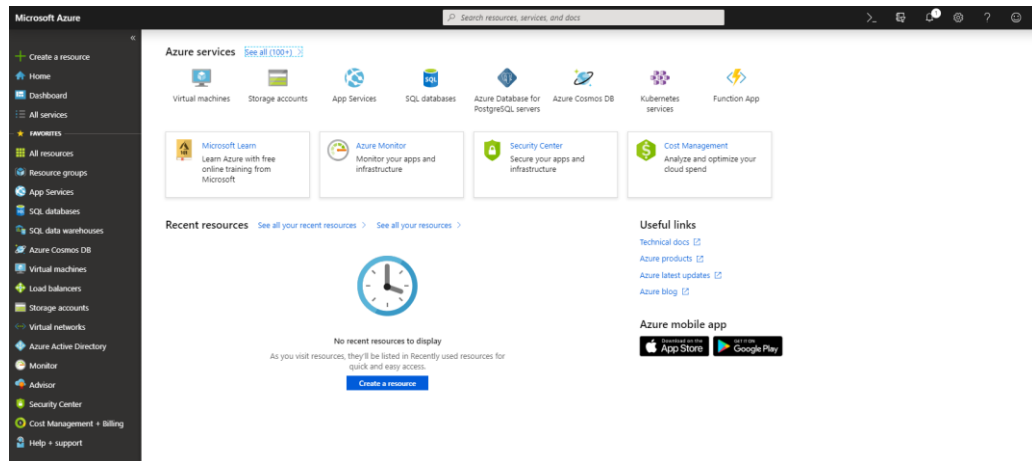 Microsoft Azure
Search resources, services, and docs
1
«
Create a resource
Home
Dashboard
All services
FAVORITES
All resources
Resource groups
App Services
SQL databases
SQL data warehouses
Azure Cosmos DB
Virtual machines
Load balancers
Storage accounts
Virtual networks
Azure Active Directory
Monitor
Advisor
Security Center
Cost Management + Billing
Help + support
Azure services See all (100+) >
Virtual machines
Storage accounts
App Services
SQL
SQL databases
Azure Database for
PostgreSQL servers
Azure Cosmos DB
Kubernetes
services
Function App
Microsoft Learn
Learn Azure with free
online training from
Microsoft
Azure Monitor
Monitor your apps and
infrastructure
Security Center
Secure your apps and
infrastructure
Cost Management
Analyze and optimize your
cloud spend
Recent resources See all your recent resources > See all your resources >
No recent resources to display
As you visit resources, they'll be listed in Recently used resources for
quick and easy access.
Create a resource
Useful links
Technical docs
Azure products
Azure latest updates
Azure blog
Azure mobile app
Download on the
App Store
GET IT ON
Google Play